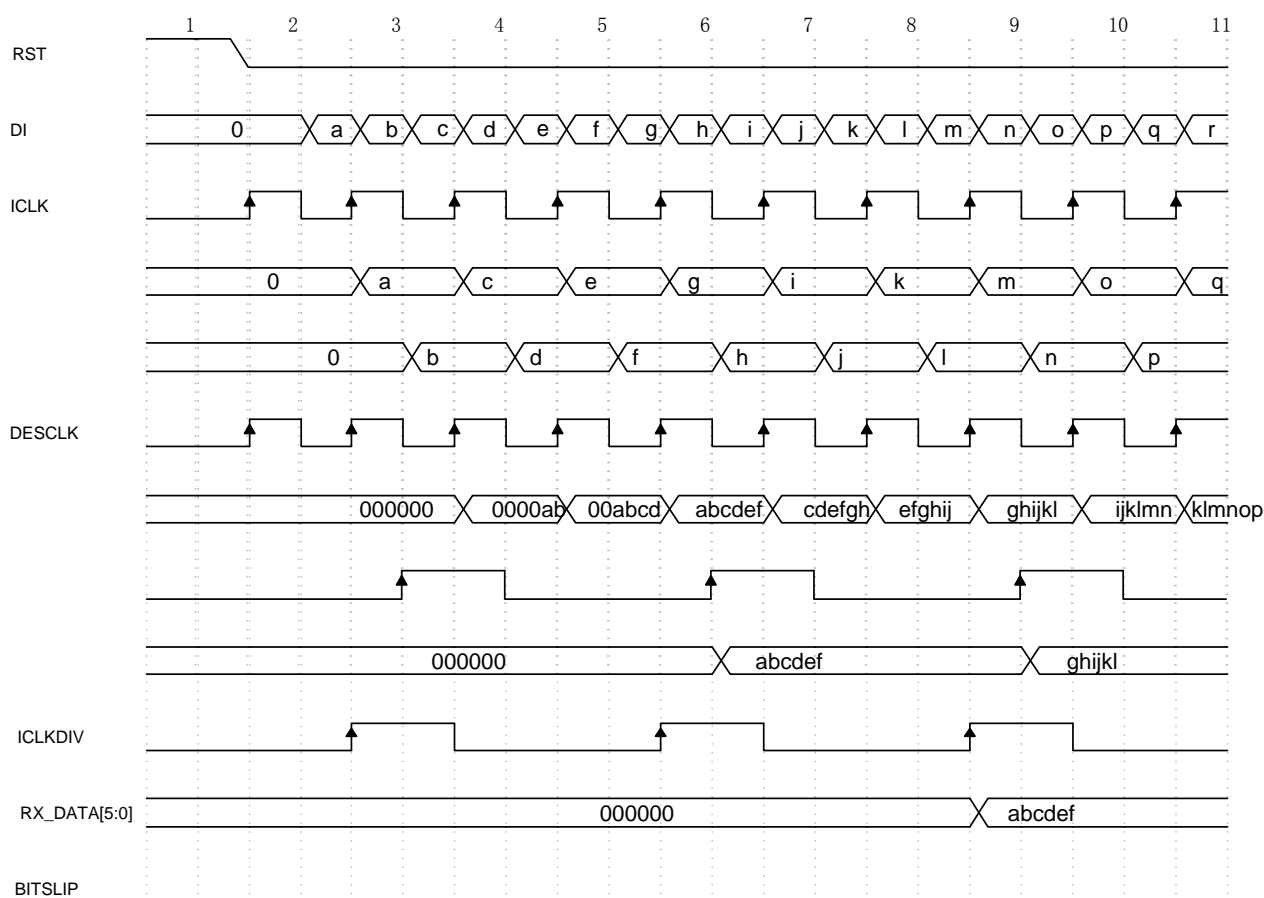 1 2 3 4 5 6 7 8 9 10 11
RST
DI 0 a b c d e f g h i j k l m n o p q r
ICLK
0 a c e g i k m o q
0 b d f h j l n p
DESCLK
000000 0000ab 00abcd abcdef cdefgh efghij ghijkl ijklmn klmnop
000000 abcdef ghijkl
ICLKDIV
RX_DATA[5:0] 000000 abcdef
BITSLIP